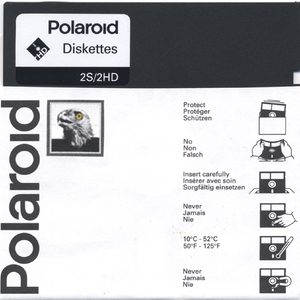 Polaroid
Diskettes
HD
2S/2HD
Polaroid
Protect
Protéger
Schützen
No
Non
Falsch
Insert carefully
Insérer avec soin
Sorgfältig einsetzen
Never
Jamais
Nie
10°C - 52°C
50°F - 125°F
Never
Jamais
Nie